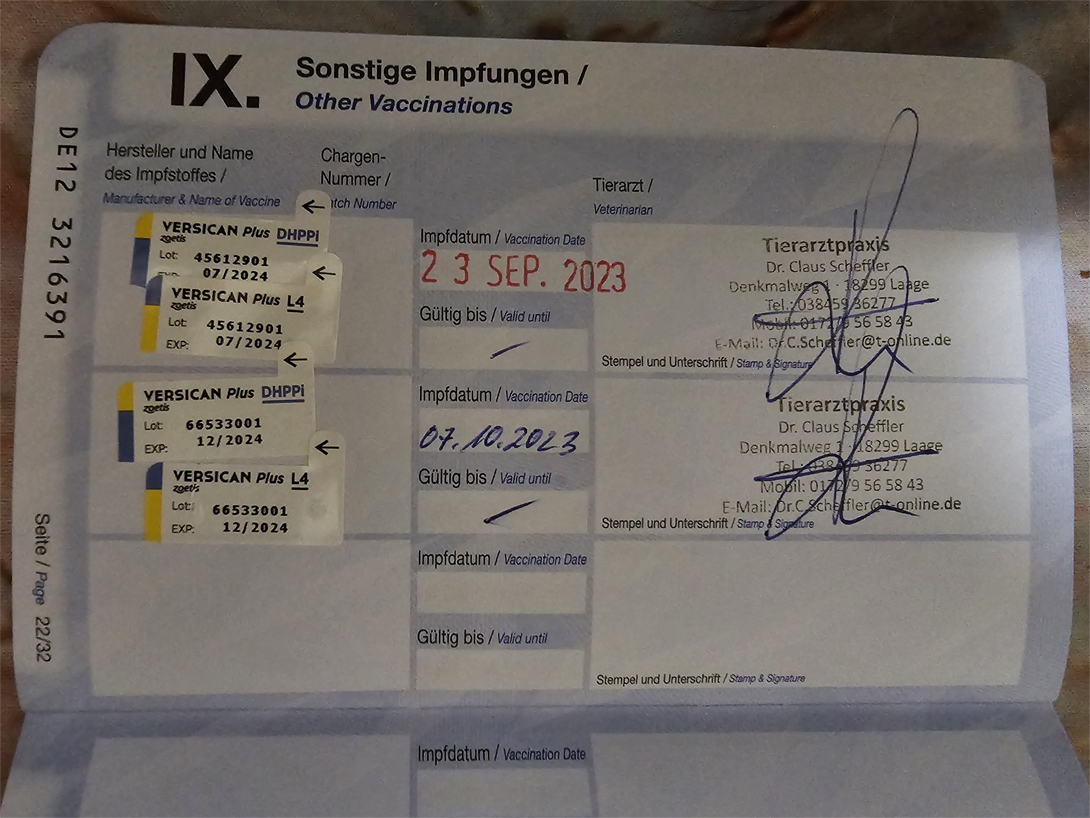 IX. Sonstige Impfungen /
Other Vaccinations
DE12 3216391
Hersteller und Name
des Impfstoffes /
Manufacturer & Name of Vaccine
Chargen-
Nummer /
atch Number
Tierarzt /
Veterinarian
VERSICAN Plus DHPPi
zoetis
Lot: 45612901
07/2024
VERSICAN Plus L4
zoetis
Lot: 45612901
EXP: 07/2024
Impfdatum / Vaccination Date
23 SEP. 2023
Gültig bis / Valid until
Tierarztpraxis
Dr. Claus Scheffler
Denkmalweg 1 · 18299 Laage
Tel.: 038459 36277
Mobil: 0172/9 56 58 43
E-Mail: Dr.C.Scheffler@t-online.de
Stempel und Unterschrift / Stamp & Signature
VERSICAN Plus DHPPi
zoetis
Lot: 66533001
EXP: 12/2024
VERSICAN Plus L4
zoetis
Lot: 66533001
EXP: 12/2024
Impfdatum / Vaccination Date
07.10.2023
Gültig bis / Valid until
Tierarztpraxis
Dr. Claus Scheffler
Denkmalweg 1 · 18299 Laage
Tel.: 038459 36277
Mobil: 0172/9 56 58 43
E-Mail: Dr.C.Scheffler@t-online.de
Stempel und Unterschrift / Stamp & Signature
Impfdatum / Vaccination Date
Gültig bis / Valid until
Stempel und Unterschrift / Stamp & Signature
Seite / Page 22/32
Impfdatum / Vaccination Date